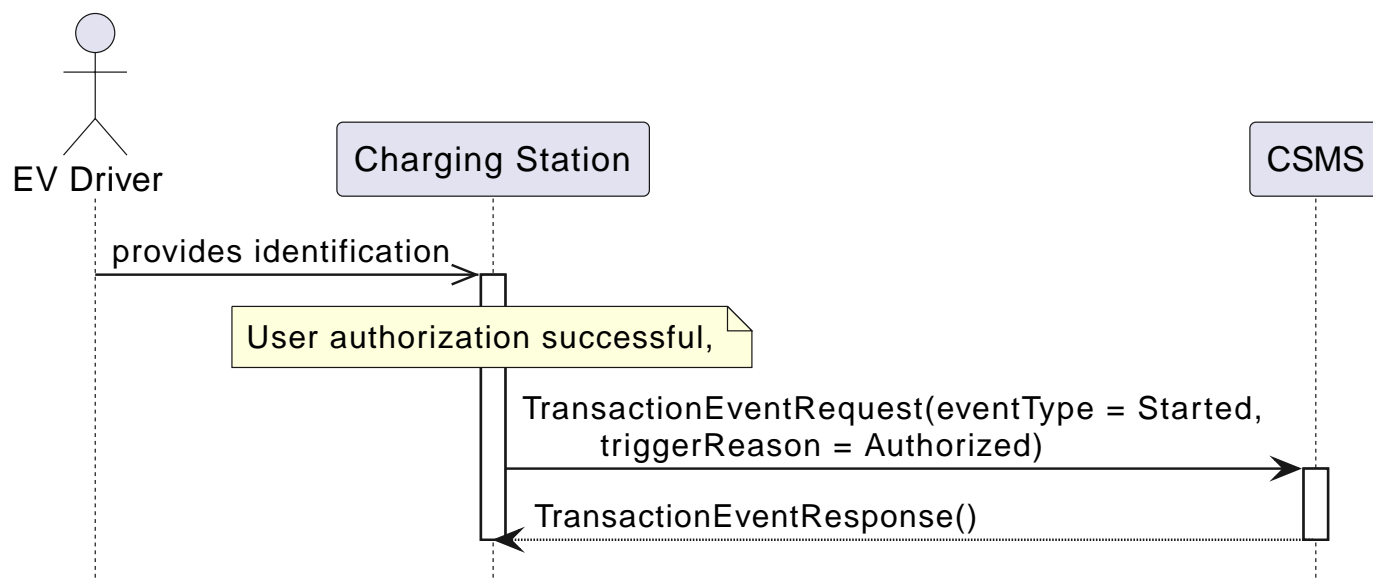 EV Driver
Charging Station
CSMS
provides identification
User authorization successful,
TransactionEventRequest(eventType = Started,
triggerReason = Authorized)
TransactionEventResponse()